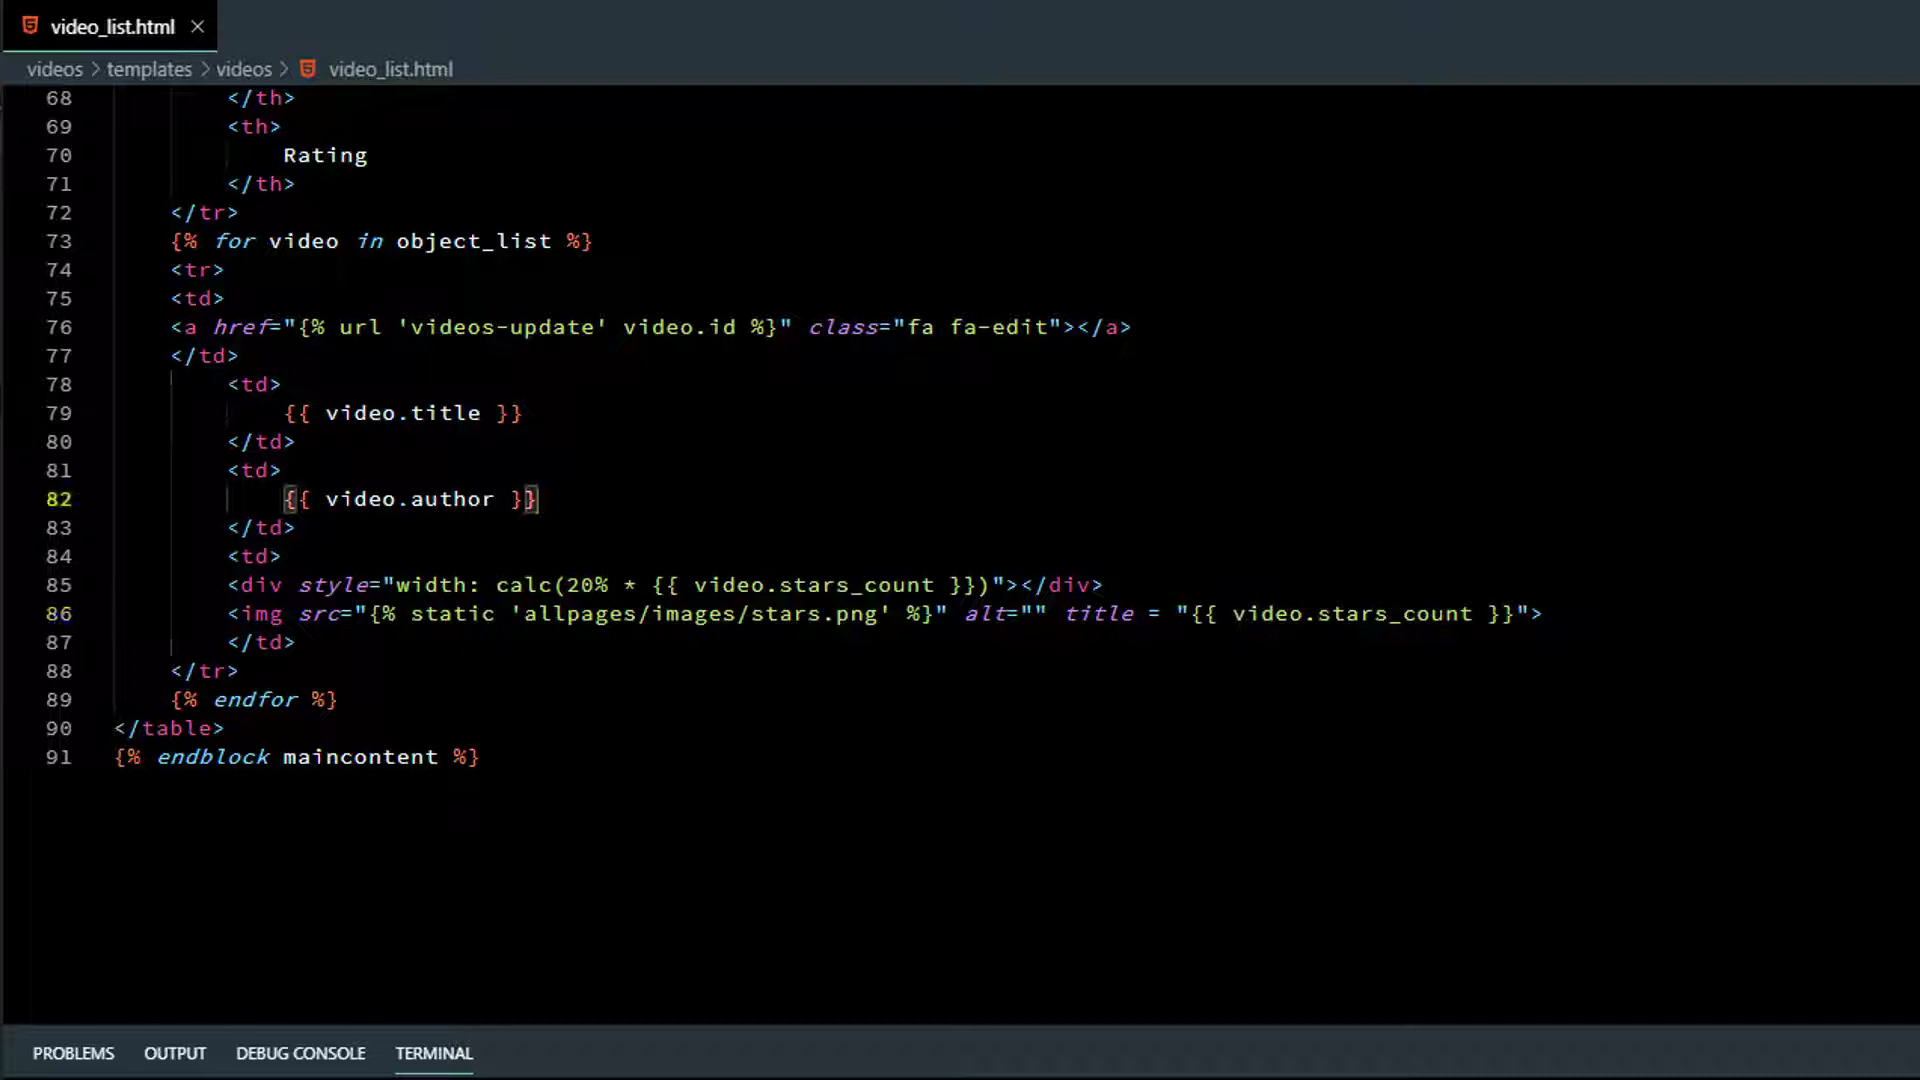 video_list.html
videos > templates > videos > video_list.html
68 </th>
69 <th>
70 Rating
71 </th>
72 </tr>
73 {% for video in object_list %}
74 <tr>
75 <td>
76 <a href="{% url 'videos-update' video.id %}" class="fa fa-edit"></a>
77 </td>
78 <td>
79 {{ video.title }}
80 </td>
81 <td>
82 {{ video.author }}
83 </td>
84 <td>
85 <div style="width: calc(20% * {{ video.stars_count }})"></div>
86 <img src="{% static 'allpages/images/stars.png' %}" alt="" title = "{{ video.stars_count }}">
87 </td>
88 </tr>
89 {% endfor %}
90 </table>
91 {% endblock maincontent %}
PROBLEMS OUTPUT DEBUG CONSOLE TERMINAL